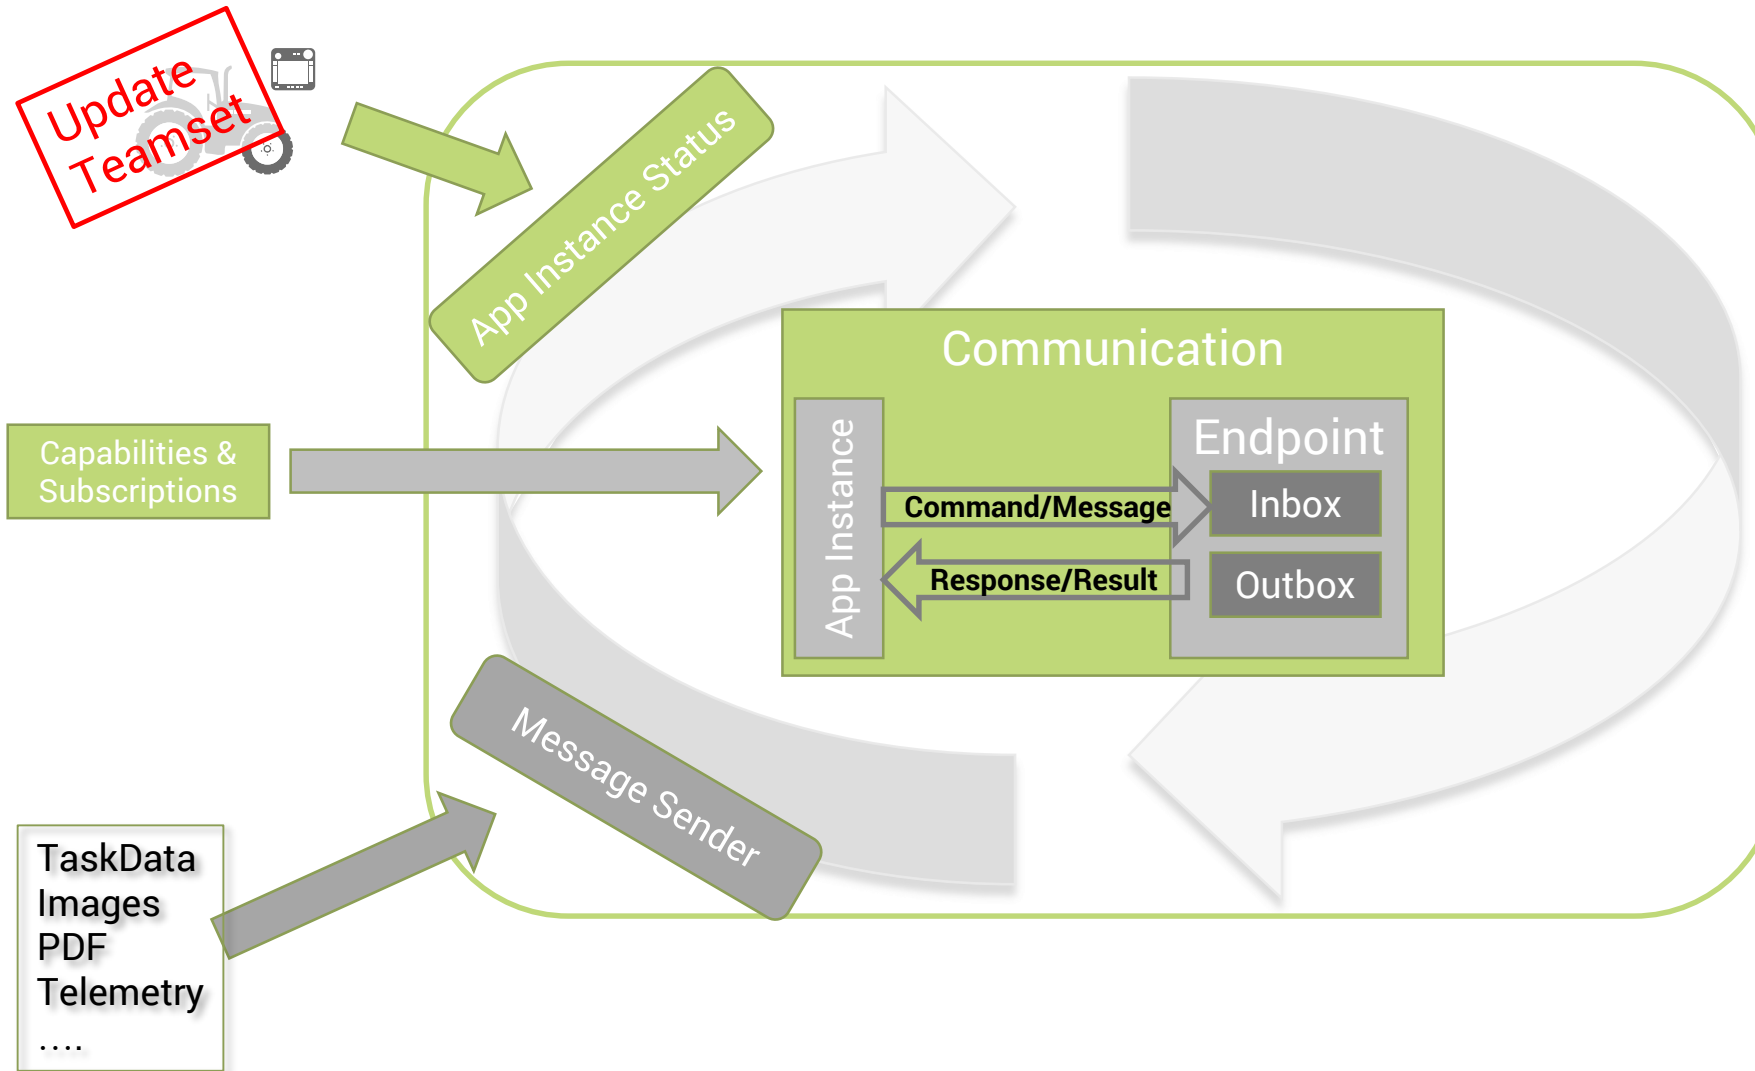 Update
Teamset
App Instance Status
Communication
Capabilities &
Subscriptions
App Instance
Endpoint
Command/Message
Inbox
Response/Result
Outbox
Message Sender
TaskData
Images
PDF
Telemetry
....